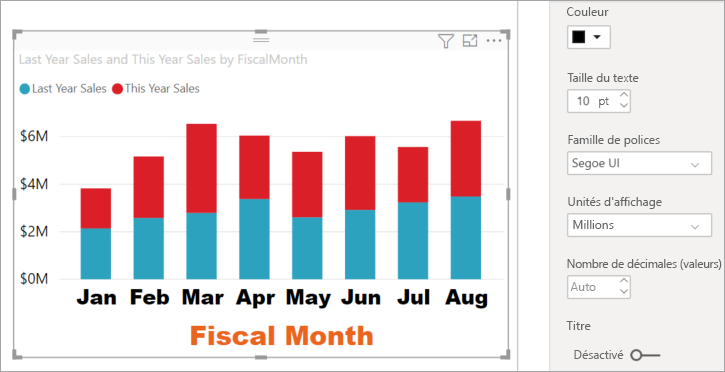 Last Year Sales and This Year Sales by FiscalMonth
Last Year Sales This Year Sales
$6M
$4M
$2M
$0M
Jan Feb Mar Apr May Jun Jul Aug
Fiscal Month
Couleur
Taille du texte
10 pt
Famille de polices
Segoe UI
Unités d'affichage
Millions
Nombre de décimales (valeurs)
Auto
Titre
Désactivé